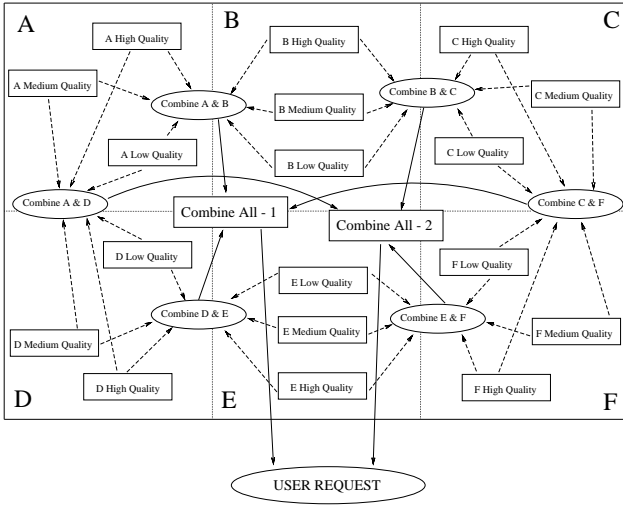 A
B
C
A High Quality
B High Quality
C High Quality
A Medium Quality
Combine A & B
B Medium Quality
Combine B & C
C Medium Quality
A Low Quality
B Low Quality
C Low Quality
Combine A & D
Combine All - 1
Combine All - 2
Combine C & F
D Low Quality
E Low Quality
F Low Quality
Combine D & E
E Medium Quality
Combine E & F
D Medium Quality
F Medium Quality
D High Quality
E High Quality
F High Quality
D
E
F
USER REQUEST